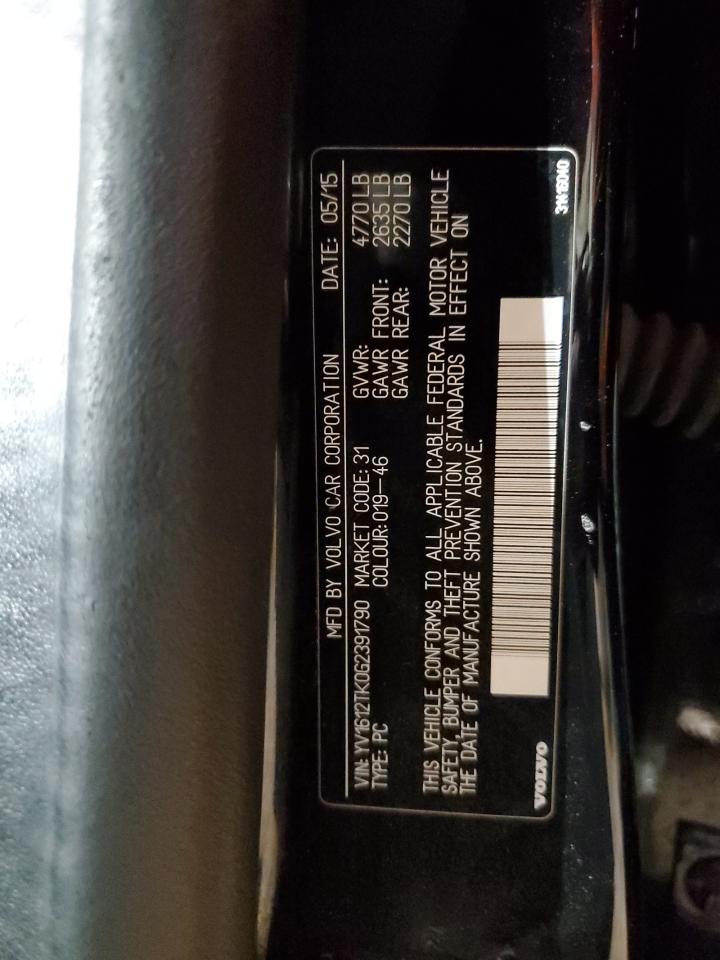 MFD BY VOLVO CAR CORPORATION DATE: 05/15
VIN: YV1612TK0G2391790 MARKET CODE: 31 GVWR: 4770 LB
TYPE: PC COLOUR: 019-46 GAWR FRONT: 2635 LB
GAWR REAR: 2270 LB
THIS VEHICLE CONFORMS TO ALL APPLICABLE FEDERAL MOTOR VEHICLE
SAFETY, BUMPER AND THEFT PREVENTION STANDARDS IN EFFECT ON
THE DATE OF MANUFACTURE SHOWN ABOVE.
VOLVO 31416040